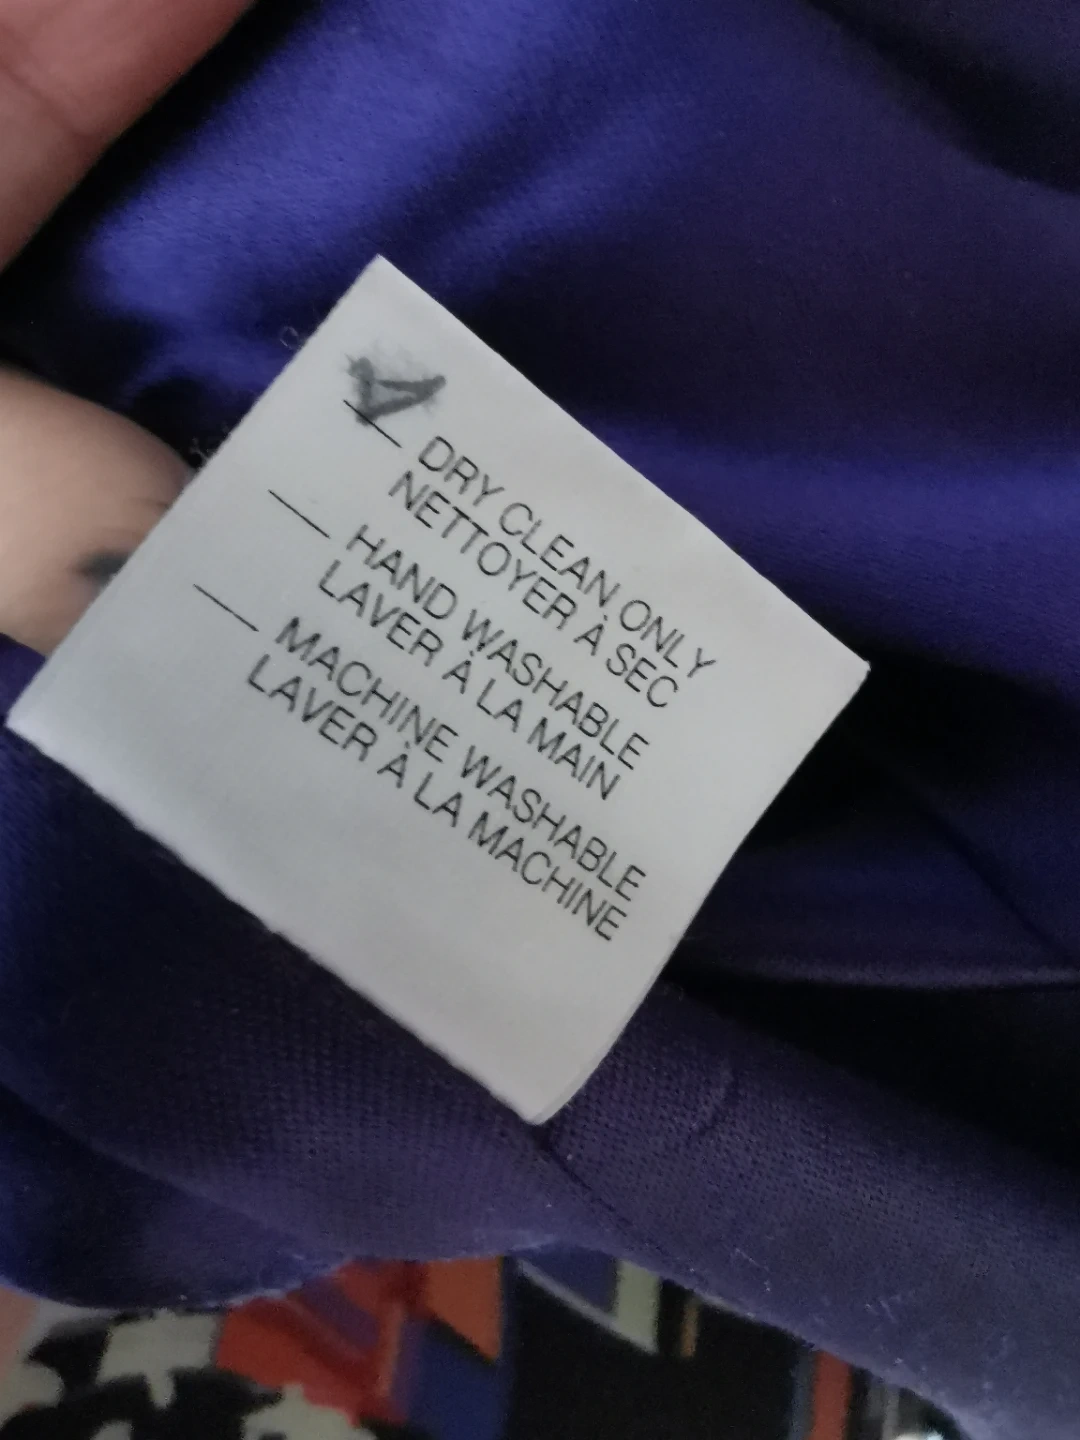 DRY CLEAN ONLY
NETTOYER À SEC
HAND WASHABLE
LAVER À LA MAIN
MACHINE WASHABLE
LAVER À LA MACHINE